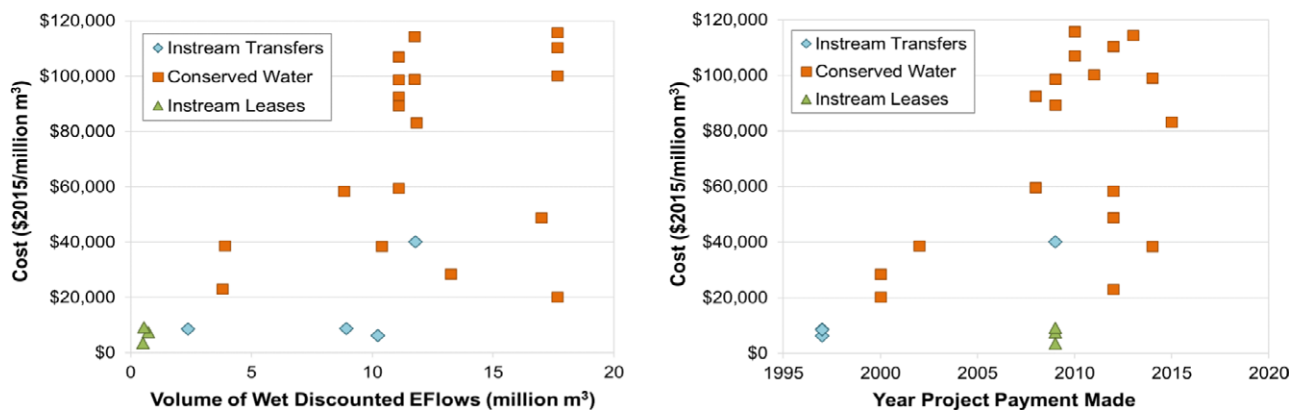 $120,000
$100,000
$80,000
$60,000
$40,000
$20,000
$0
Cost ($2015/million m³)
Instream Transfers
Conserved Water
Instream Leases
0 5 10 15 20
Volume of Wet Discounted EFlows (million m³)
$120,000
$100,000
$80,000
$60,000
$40,000
$20,000
$0
Cost ($2015/million m³)
Instream Transfers
Conserved Water
Instream Leases
1995 2000 2005 2010 2015 2020
Year Project Payment Made